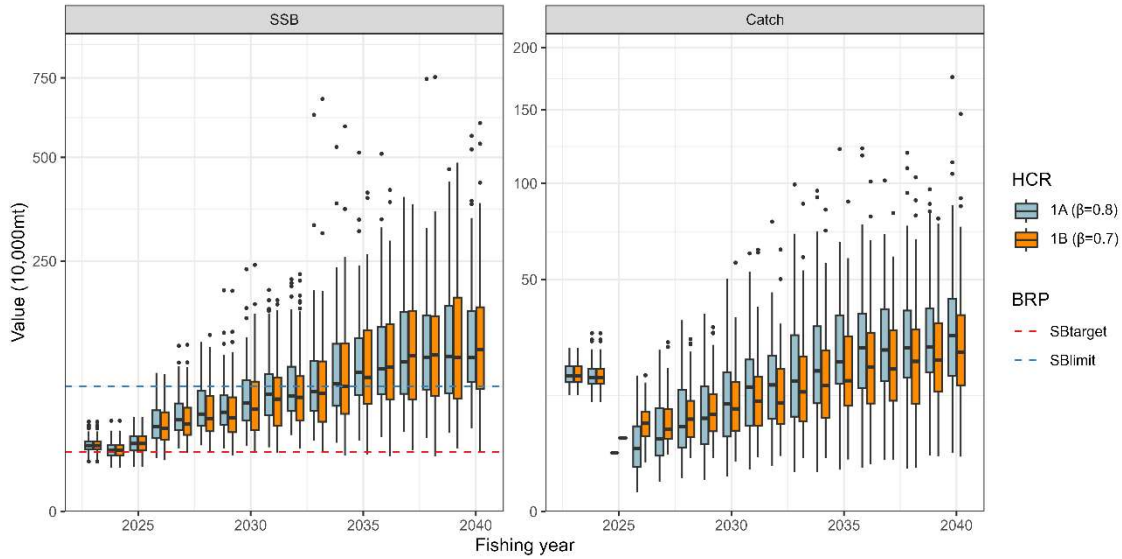 SSB
Catch
Value (10,000mt)
750
500
250
0
200
150
100
50
0
2025
2030
2035
2040
2025
2030
2035
2040
Fishing year
HCR
1A (β=0.8)
1B (β=0.7)
BRP
SBtarget
SBlimit